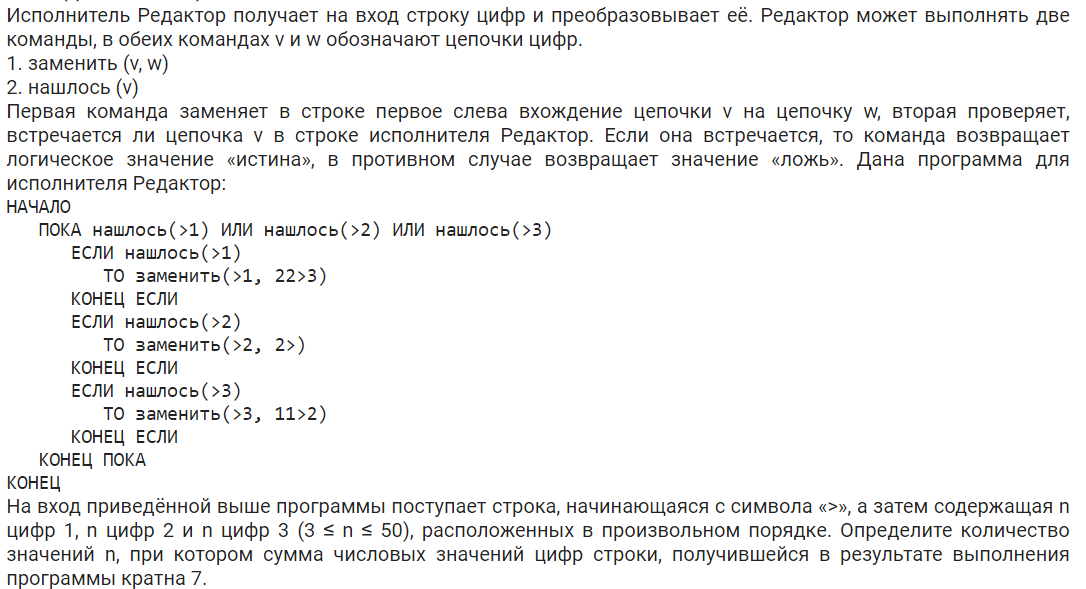 Исполнитель Редактор получает на вход строку цифр и преобразовывает её. Редактор может выполнять две
команды, в обеих командах v и w обозначают цепочки цифр.
1. заменить (v, w)
2. нашлось (v)
Первая команда заменяет в строке первое слева вхождение цепочки v на цепочку w, вторая проверяет,
встречается ли цепочка v в строке исполнителя Редактор. Если она встречается, то команда возвращает
логическое значение «истина», в противном случае возвращает значение «ложь». Дана программа для
исполнителя Редактор:
НАЧАЛО
ПОКА нашлось(>1) ИЛИ нашлось(>2) ИЛИ нашлось(>3)
ЕСЛИ нашлось(>1)
ТО заменить(>1, 22>3)
КОНЕЦ ЕСЛИ
ЕСЛИ нашлось(>2)
ТО заменить(>2, 2>)
КОНЕЦ ЕСЛИ
ЕСЛИ нашлось(>3)
ТО заменить(>3, 11>2)
КОНЕЦ ЕСЛИ
КОНЕЦ ПОКА
КОНЕЦ
На вход приведённой выше программы поступает строка, начинающаяся с символа «>», а затем содержащая n
цифр 1, n цифр 2 и n цифр 3 (3 ≤ n ≤ 50), расположенных в произвольном порядке. Определите количество
значений n, при котором сумма числовых значений цифр строки, получившейся в результате выполнения
программы кратна 7.